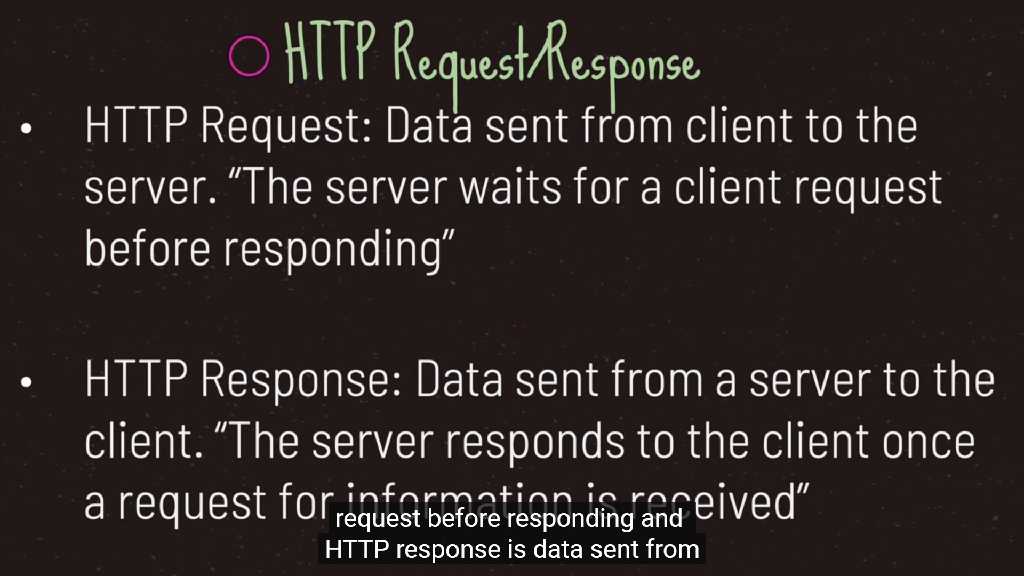 HTTP Request/Response
• HTTP Request: Data sent from client to the
server. “The server waits for a client request
before responding”
• HTTP Response: Data sent from a server to the
client. “The server responds to the client once
a request for information is received”
request before responding and
HTTP response is data sent from